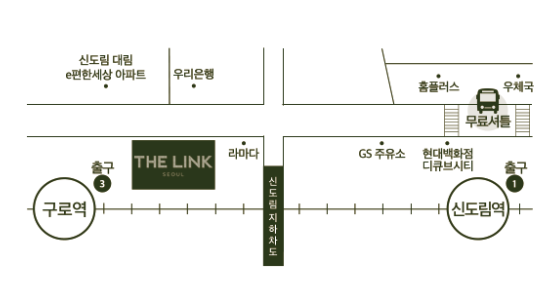 신도림 대림
e편한세상 아파트
우리은행
홈플러스
우체국
무료셔틀
THE LINK
SEOUL
라마다
GS 주유소
현대백화점
디큐브시티
출구
3
출구
1
구로역
신도림 지하차도
신도림역